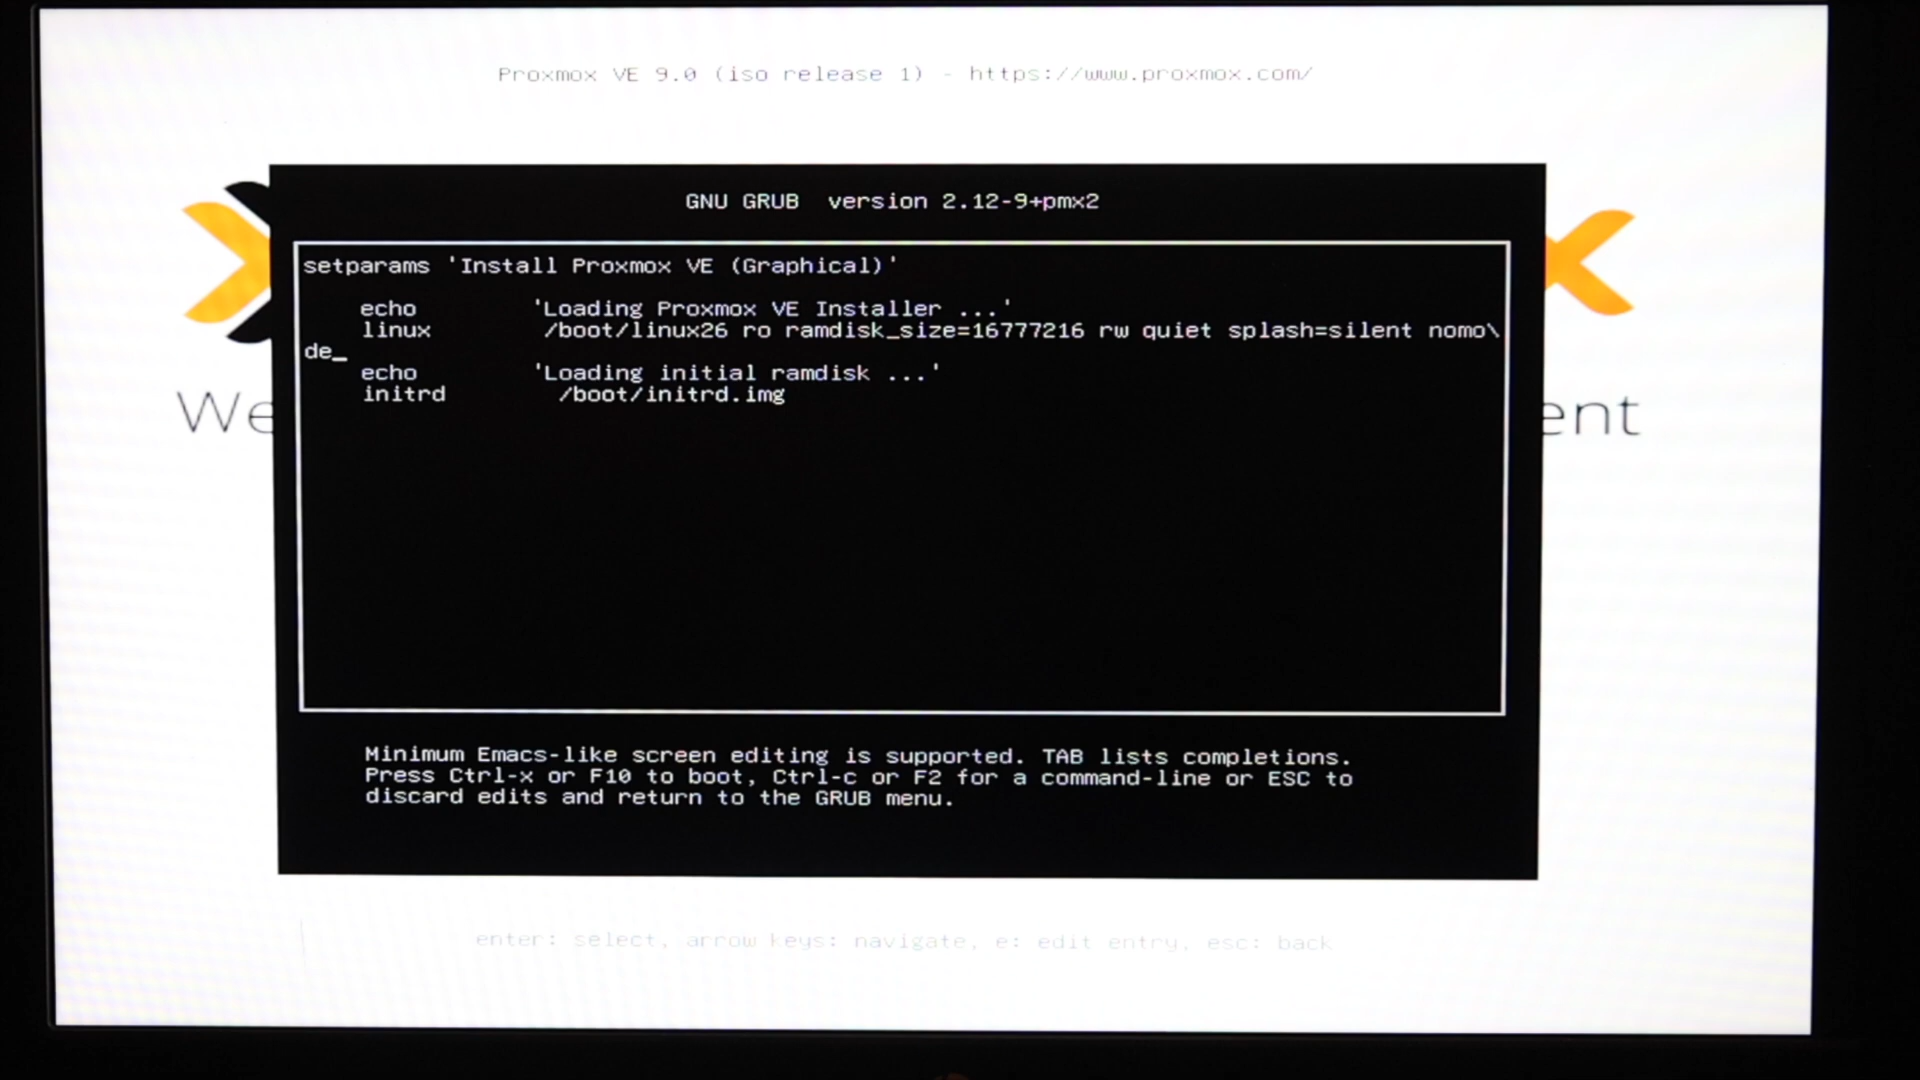 Proxmox VE 9.0 (iso release 1) - https://www.proxmox.com/
GNU GRUB  version 2.12-9+pmx2
setparams 'Install Proxmox VE (Graphical)'
echo 'Loading Proxmox VE Installer ...'
linux /boot/linux26 ro ramdisk_size=16777216 rw quiet splash=silent nomo\
de_
echo 'Loading initial ramdisk ...'
initrd /boot/initrd.img
We ent
Minimum Emacs-like screen editing is supported. TAB lists completions.
Press Ctrl-x or F10 to boot, Ctrl-c or F2 for a command-line or ESC to
discard edits and return to the GRUB menu.
enter: select, arrow keys: navigate, e: edit entry, esc: back